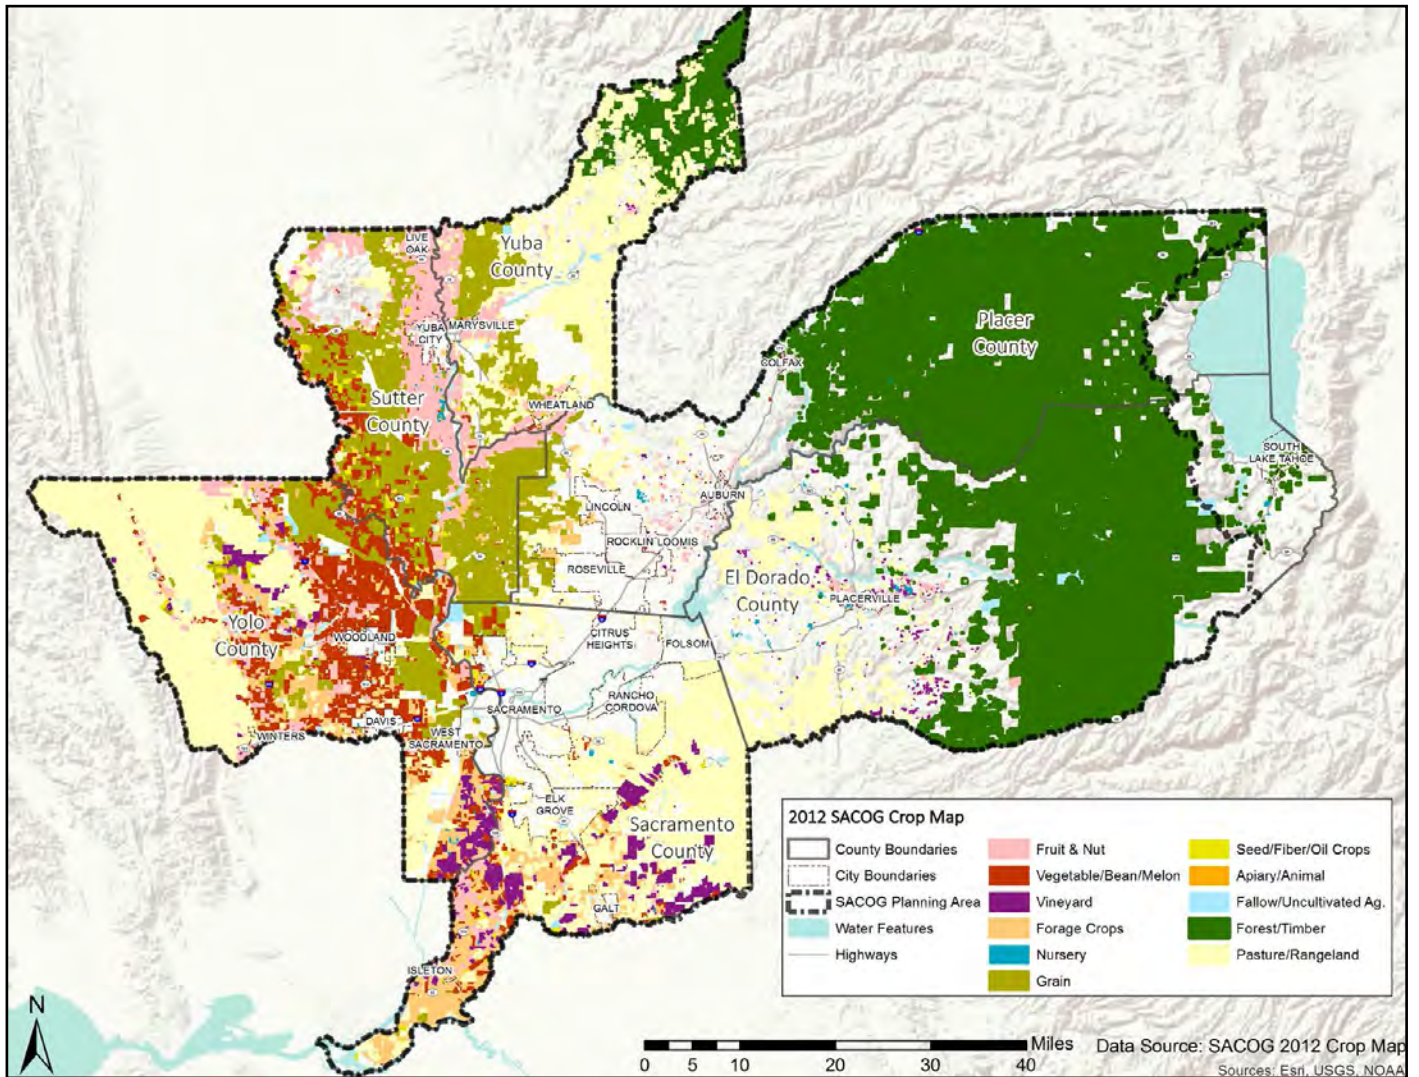 LIVE
OAK
Yuba
County
YUBA
CITY
MARYSVILLE
Placer
County
COLFAX
Sutter
County
WHEATLAND
SOUTH
LAKE TAHOE
AUBURN
LINCOLN
ROCKLIN
LOOMIS
ROSEVILLE
El Dorado
County
PLACERVILLE
Yolo
County
WOODLAND
CITRUS
HEIGHTS
FOLSOM
RANCHO
CORDOVA
SACRAMENTO
DAVIS
WINTERS
WEST
SACRAMENTO
ELK
GROVE
Sacramento
County
GALT
ISLETON
2012 SACOG Crop Map
County Boundaries
City Boundaries
SACOG Planning Area
Water Features
Highways
Fruit & Nut
Vegetable/Bean/Melon
Vineyard
Forage Crops
Nursery
Grain
Seed/Fiber/Oil Crops
Apiary/Animal
Fallow/Uncultivated Ag.
Forest/Timber
Pasture/Rangeland
N
Miles
0 5 10 20 30 40
Data Source: SACOG 2012 Crop Map
Sources: Esri, USGS, NOAA